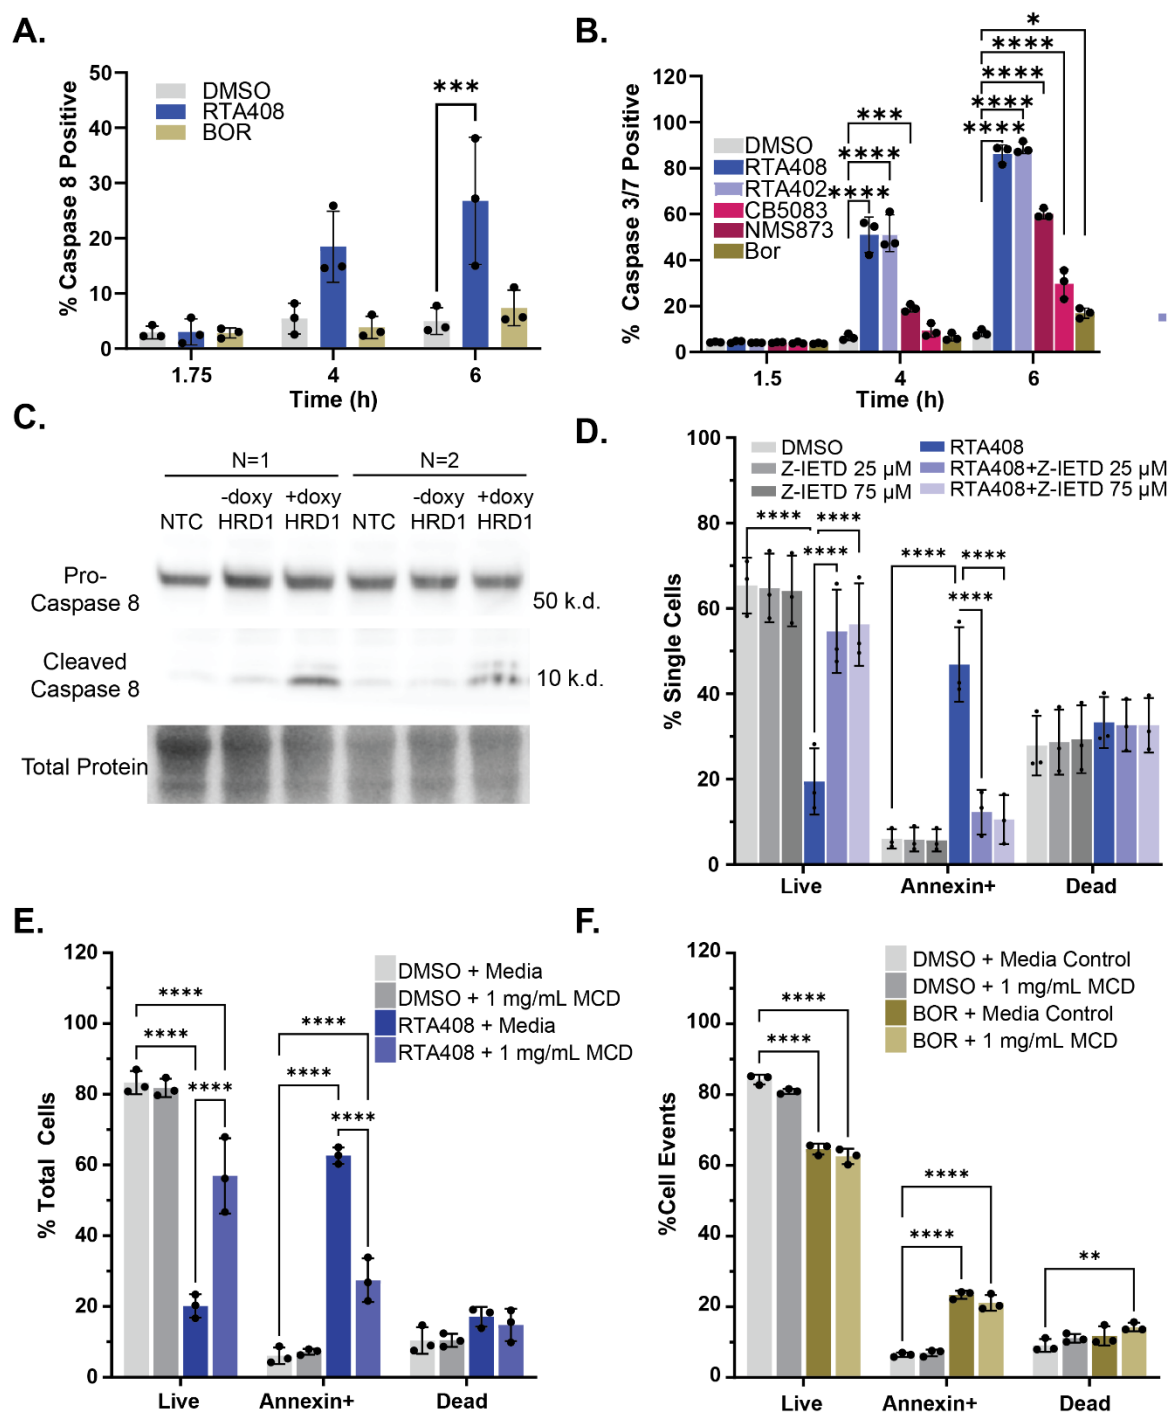 A.
50
40
30
20
10
0
% Caspase 8 Positive
DMSO
RTA408
BOR
***
1.75
4
6
Time (h)
B.
120
100
80
60
40
20
0
% Caspase 3/7 Positive
DMSO
RTA408
RTA402
CB5083
NMS873
Bor
***
****
****
*
****
****
****
****
1.5
4
6
Time (h)
C.
N=1
N=2
-doxy +doxy -doxy +doxy
NTC HRD1 HRD1 NTC HRD1 HRD1
Pro-
Caspase 8
50 k.d.
Cleaved
Caspase 8
10 k.d.
Total Protein
D.
100
80
60
40
20
0
% Single Cells
DMSO
Z-IETD 25 μM
Z-IETD 75 μM
RTA408
RTA408+Z-IETD 25 μM
RTA408+Z-IETD 75 μM
****
****
****
****
****
****
Live
Annexin+
Dead
E.
120
100
80
60
40
20
0
% Total Cells
DMSO + Media
DMSO + 1 mg/mL MCD
RTA408 + Media
RTA408 + 1 mg/mL MCD
****
****
****
****
****
****
Live
Annexin+
Dead
F.
120
100
80
60
40
20
0
%Cell Events
DMSO + Media Control
DMSO + 1 mg/mL MCD
BOR + Media Control
BOR + 1 mg/mL MCD
****
****
****
****
**
Live
Annexin+
Dead